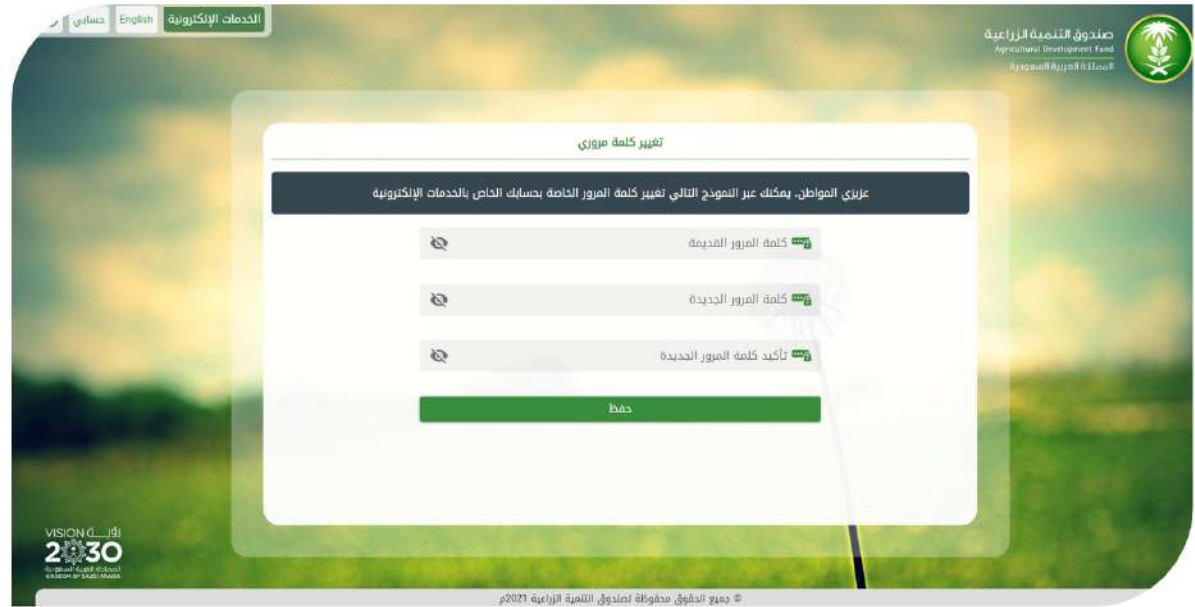 صندوق التنمية الزراعية
Agricultural Development Fund
المملكة العربية السعودية
الخدمات الإلكترونية
English
حسابي
تغيير كلمة مروري
عزيزي المواطن، يمكنك عبر النموذج التالي تغيير كلمة المرور الخاصة بحسابك الخاص بالخدمات الإلكترونية
كلمة المرور القديمة
كلمة المرور الجديدة
تأكيد كلمة المرور الجديدة
حفظ
VISION رؤيــة
2030
المملكة العربية السعودية
KINGDOM OF SAUDI ARABIA
© جميع الحقوق محفوظة لصندوق التنمية الزراعية 2021م